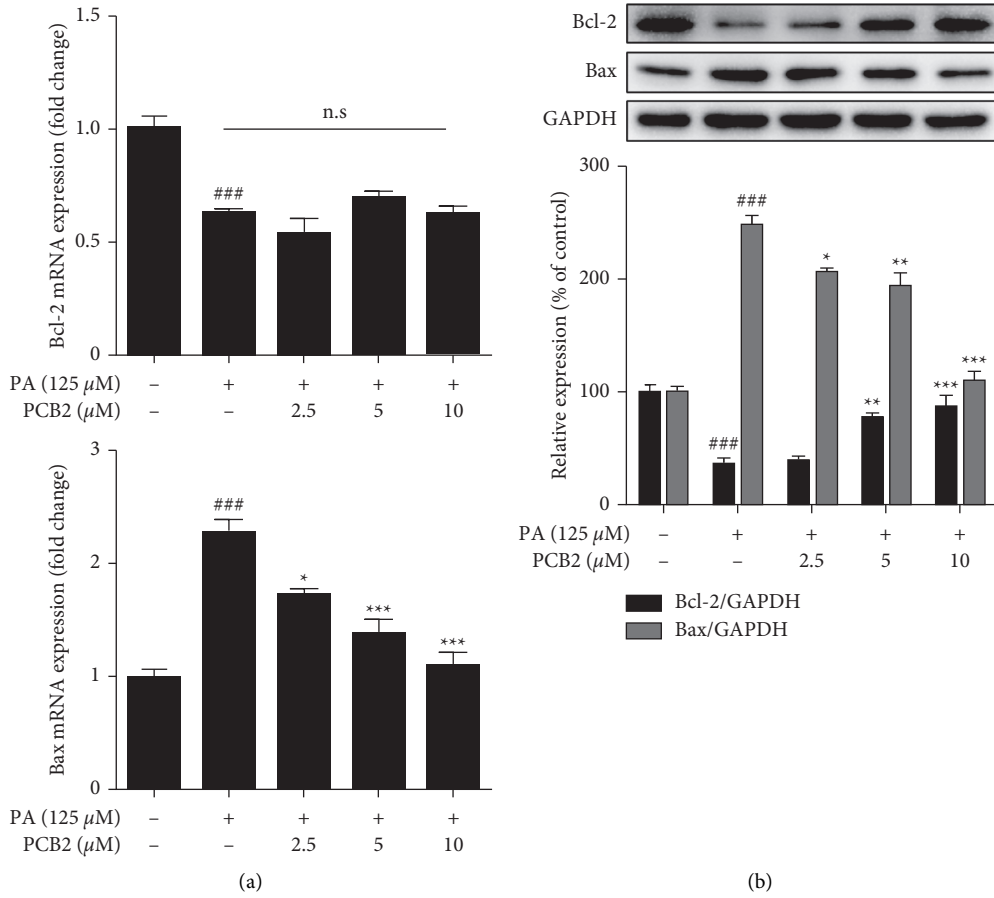 1.5
1.0
0.5
0
Bcl-2 mRNA expression (fold change)
n.s
###
PA (125 μM) – + + + +
PCB2 (μM) – – 2.5 5 10
3
2
1
0
Bax mRNA expression (fold change)
###
*
***
***
PA (125 μM) – + + + +
PCB2 (μM) – – 2.5 5 10
(a)
Bcl-2
Bax
GAPDH
300
200
100
0
Relative expression (% of control)
###
###
*
**
**
***
***
PA (125 μM) – + + + +
PCB2 (μM) – – 2.5 5 10
Bcl-2/GAPDH
Bax/GAPDH
(b)